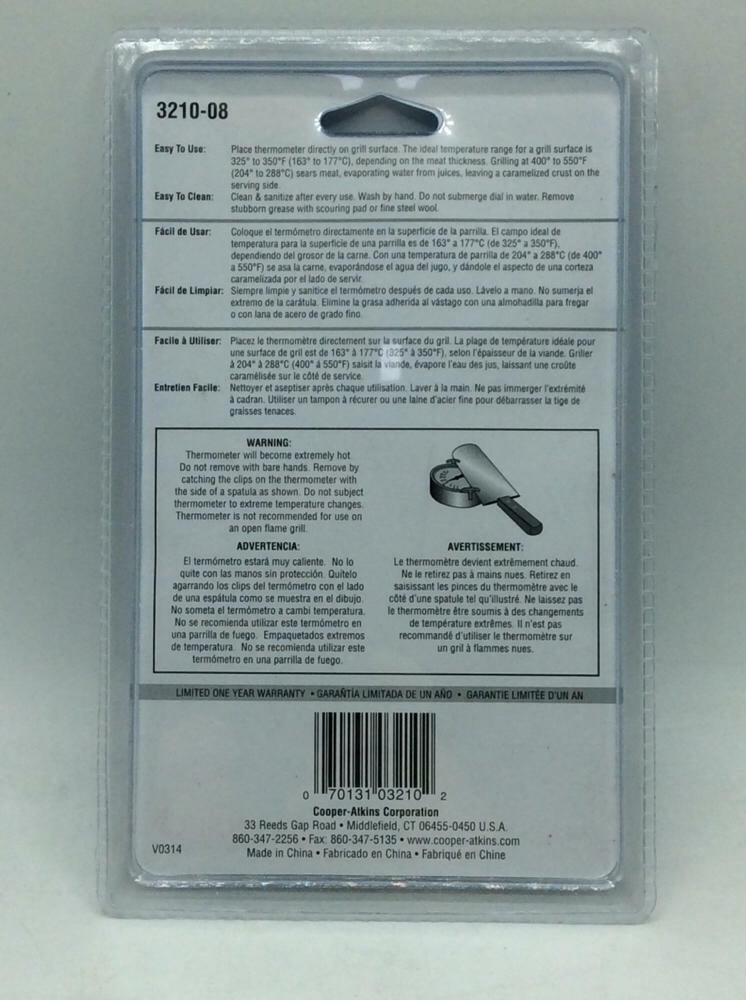 3210-08
Easy To Use: Place thermometer directly on grill surface. The ideal temperature range for a grill surface is
325° to 350°F (163° to 177°C), depending on the meat thickness. Grilling at 400° to 550°F
(204° to 288°C) sears meat, evaporating water from juices, leaving a caramelized crust on the
serving side.
Easy To Clean: Clean & sanitize after every use. Wash by hand. Do not submerge dial in water. Remove
stubborn grease with scouring pad or fine steel wool.
Fácil de Usar: Coloque el termómetro directamente en la superficie de la parrilla. El campo ideal de
temperatura para la superficie de una parrilla es de 163° a 177°C (de 325° a 350°F),
dependiendo del grosor de la carne. Con una temperatura de parrilla de 204° a 288°C (de 400°
a 550°F) se asa la carne, evaporándose el agua del jugo, y dándole el aspecto de una corteza
caramelizada por el lado de servir.
Fácil de Limpiar: Siempre limpie y sanitice el termómetro después de cada uso. Lávelo a mano. No sumerja el
extremo de la carátula. Elimine la grasa adherida al vástago con una almohadilla para fregar
o con lana de acero de grado fino.
Facile à Utiliser: Placez le thermomètre directement sur la surface du gril. La plage de température idéale pour
une surface de gril est de 163° à 177°C (325° à 350°F), selon l'épaisseur de la viande. Griller
à 204° à 288°C (400° à 550°F) saisit la viande, évapore l'eau des jus, laissant une croûte
caramélisée sur le côté de service.
Entretien Facile: Nettoyer et aseptiser après chaque utilisation. Laver à la main. Ne pas immerger l'extrémité
à cadran. Utiliser un tampon à récurer ou une laine d'acier fine pour débarrasser la tige de
graisses tenaces.
WARNING:
Thermometer will become extremely hot.
Do not remove with bare hands. Remove by
catching the clips on the thermometer with
the side of a spatula as shown. Do not subject
thermometer to extreme temperature changes.
Thermometer is not recommended for use on
an open flame grill.
ADVERTENCIA:
El termómetro estará muy caliente. No lo
quite con las manos sin protección. Quítelo
agarrando los clips del termómetro con el lado
de una espátula como se muestra en el dibujo.
No someta el termómetro a cambi temperatura.
No se recomienda utilizar este termómetro en
una parrilla de fuego. Empaquetados extremos
de temperatura. No se recomienda utilizar este
termómetro en una parrilla de fuego.
AVERTISSEMENT:
Le thermomètre devient extrêmement chaud.
Ne le retirez pas à mains nues. Retirez en
saisissant les pinces du thermomètre avec le
côté d'une spatule tel qu'illustré. Ne laissez pas
le thermomètre être soumis à des changements
de température extrêmes. Il n'est pas
recommandé d'utiliser le thermomètre sur
un gril à flammes nues.
LIMITED ONE YEAR WARRANTY • GARAÑTÍA LIMITADA DE UN AÑO • GARANTIE LIMITÉE D'UN AN
0 70131 03210 2
Cooper-Atkins Corporation
33 Reeds Gap Road • Middlefield, CT 06455-0450 U.S.A.
860-347-2256 • Fax: 860-347-5135 • www.cooper-atkins.com
V0314
Made in China • Fabricado en China • Fabriqué en Chine